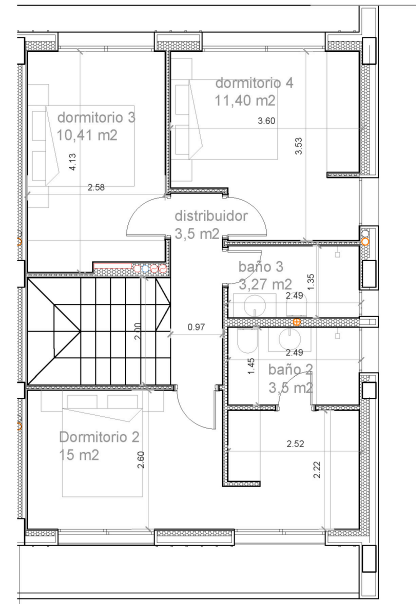 dormitorio 3
10,41 m2
dormitorio 4
11,40 m2
3.60
3.53
4.13
2.58
distribuidor
3,5 m2
baño 3
3,27 m2
1.35
2.49
2.00
0.97
2.49
1.45
baño 2
3,5 m2
Dormitorio 2
15 m2
2.60
2.52
2.22